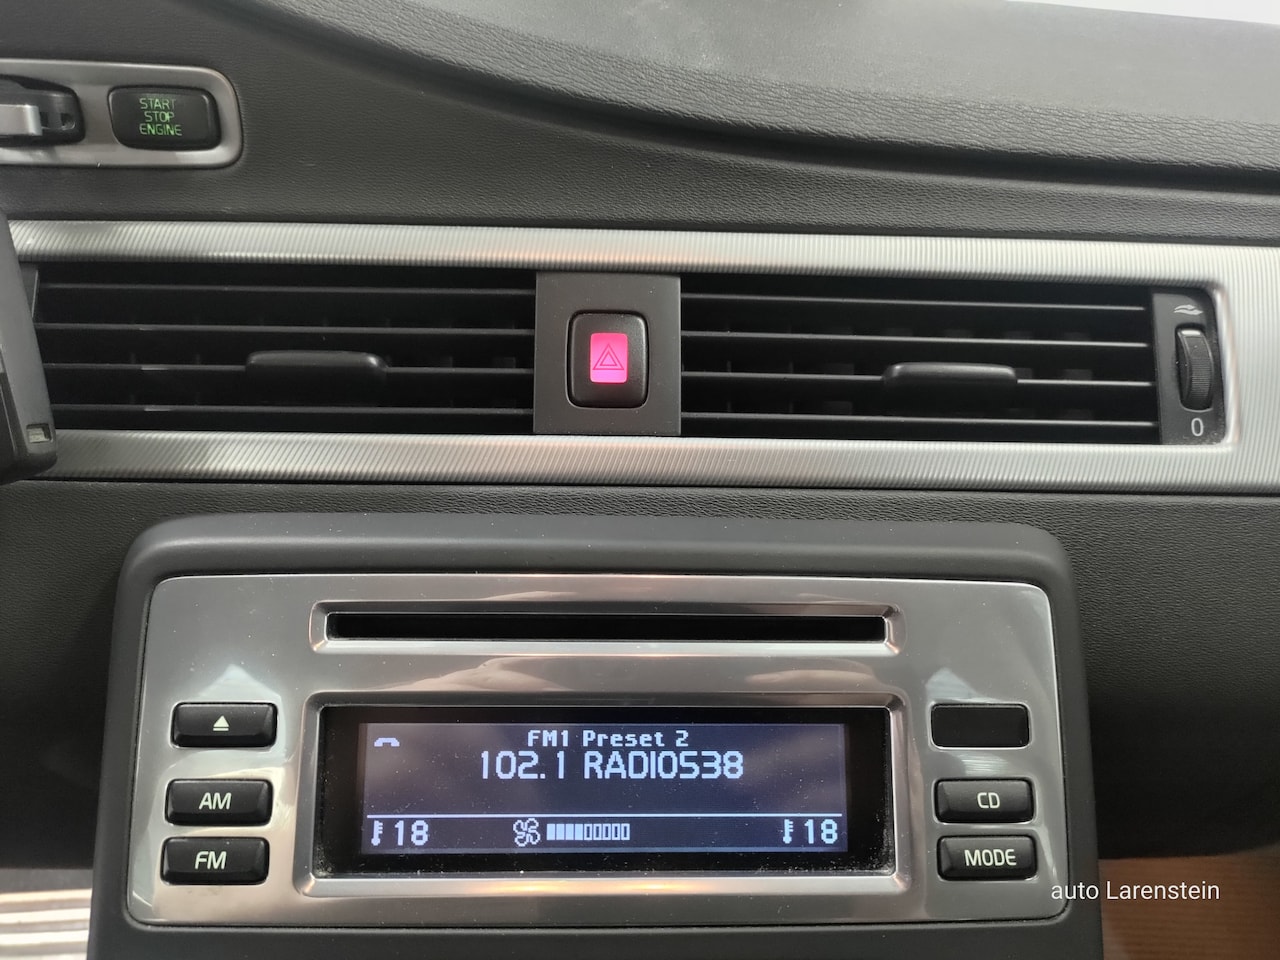 START
STOP
ENGINE
0
FM1 Preset 2
102.1 RADIO538
18
18
AM
FM
CD
MODE
auto Larenstein